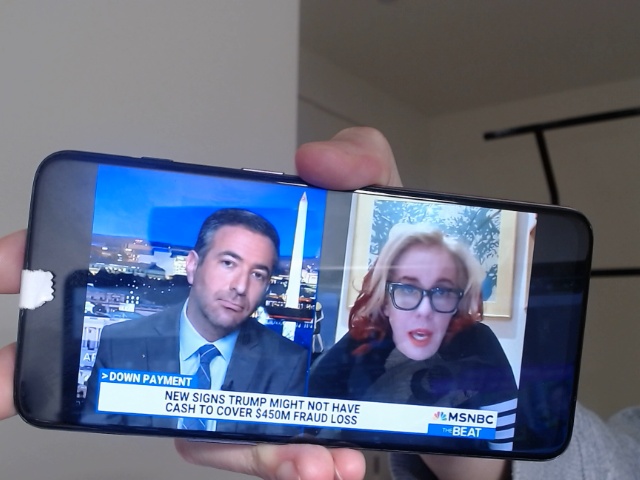 > DOWN PAYMENT
NEW SIGNS TRUMP MIGHT NOT HAVE
CASH TO COVER $450M FRAUD LOSS
MSNBC
THE BEAT